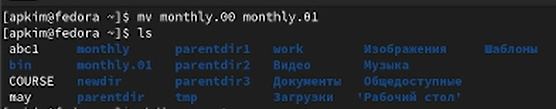 [apkim@fedora ~]$ mv monthly.00 monthly.01
[apkim@fedora ~]$ ls
abc1 monthly parentdir1 work Изображения Шаблоны
bin monthly.01 parentdir2 Видео Музыка
COURSE newdir parentdir3 Документы Общедоступные
may parentdir tmp Загрузки 'Рабочий стол'